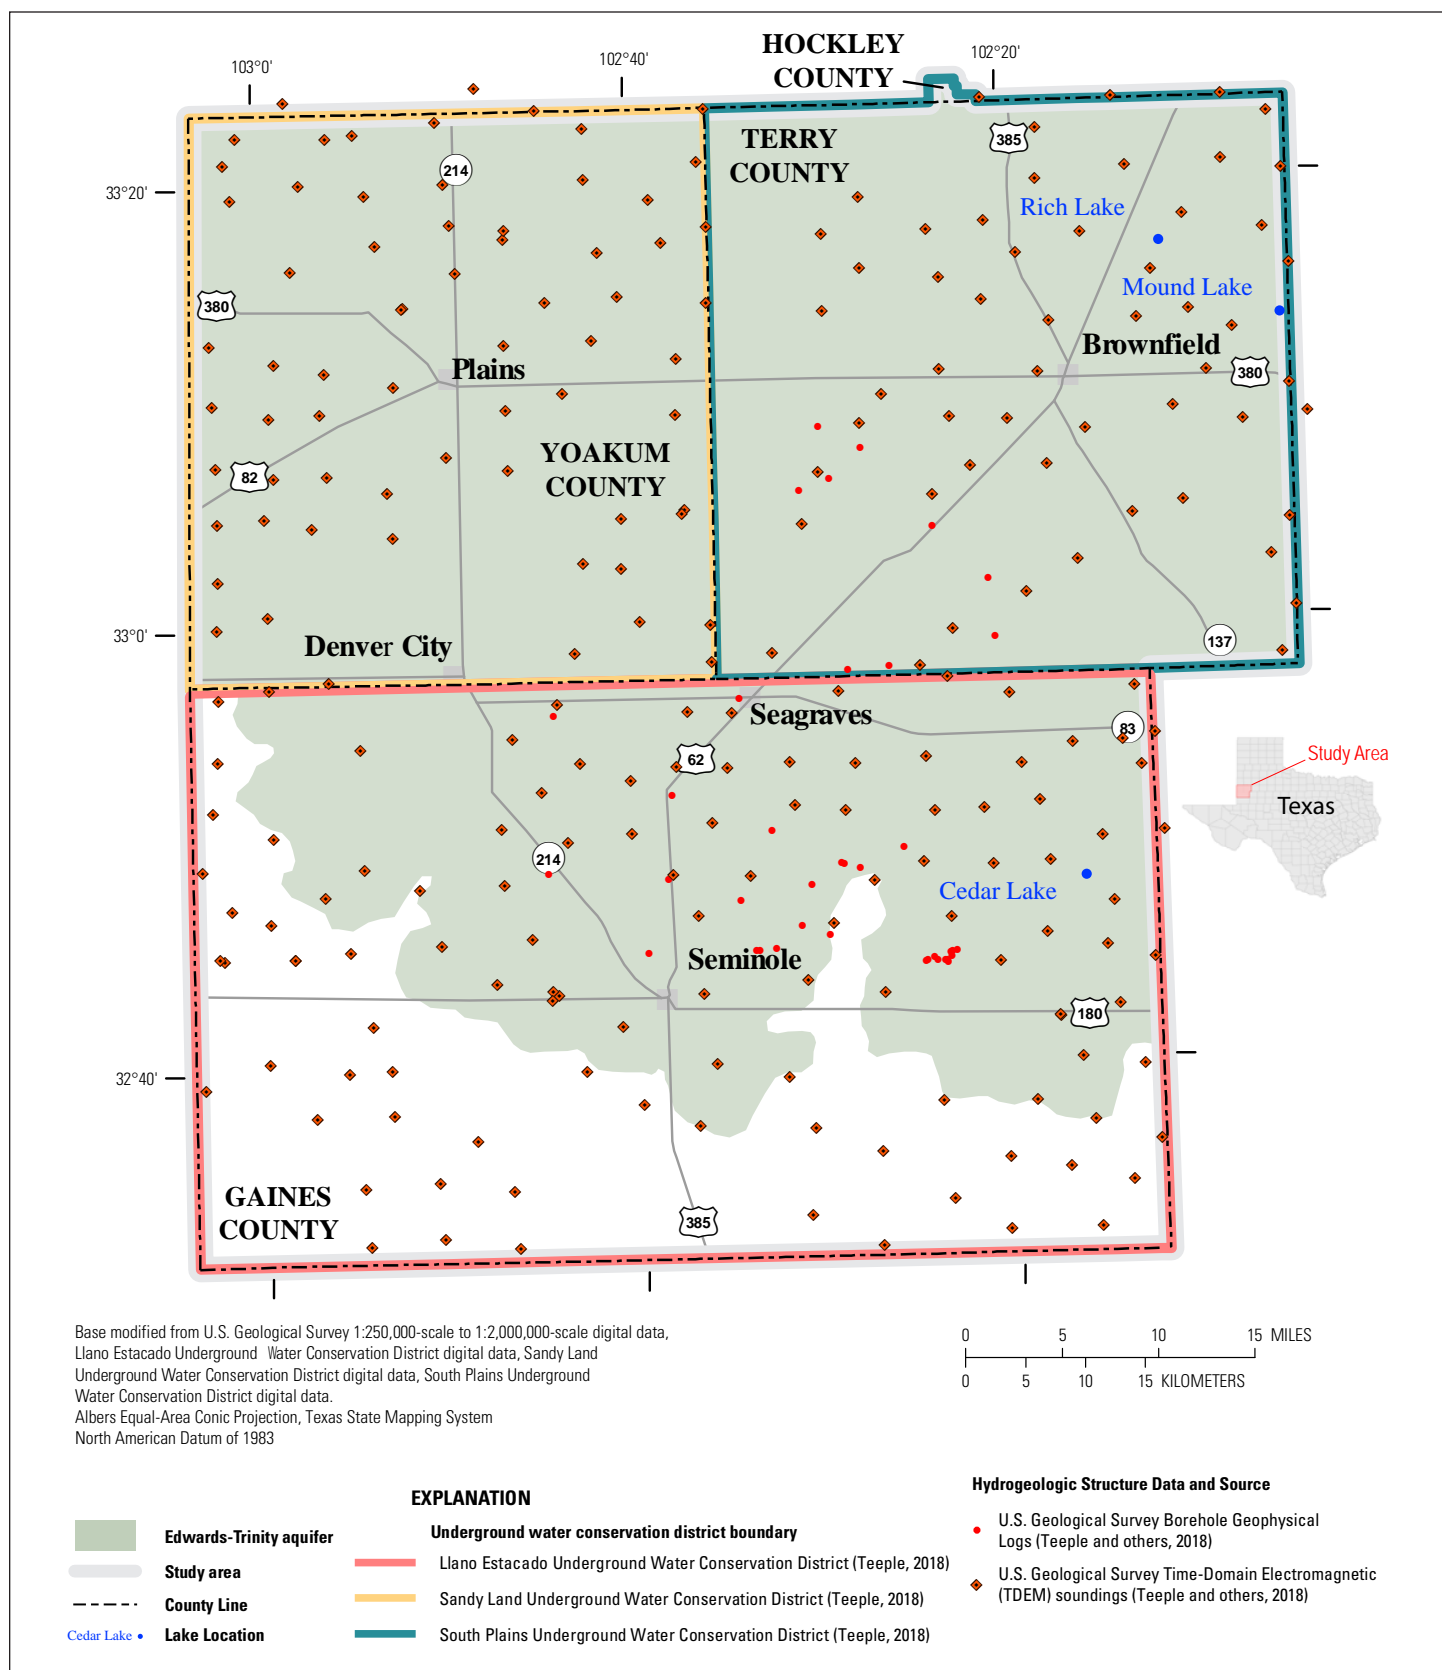 HOCKLEY
COUNTY
103°0'
102°40'
102°20'
TERRY
COUNTY
385
214
33°20'
Rich Lake
Mound Lake
380
Brownfield
Plains
380
YOAKUM
COUNTY
82
33°0'
Denver City
137
Seagraves
83
62
Study Area
Texas
214
Cedar Lake
Seminole
180
32°40'
GAINES
COUNTY
385
Base modified from U.S. Geological Survey 1:250,000-scale to 1:2,000,000-scale digital data,
Llano Estacado Underground Water Conservation District digital data, Sandy Land
Underground Water Conservation District digital data, South Plains Underground
Water Conservation District digital data.
Albers Equal-Area Conic Projection, Texas State Mapping System
North American Datum of 1983
0 5 10 15 MILES
0 5 10 15 KILOMETERS
EXPLANATION
Edwards-Trinity aquifer
Study area
County Line
Cedar Lake Lake Location
Underground water conservation district boundary
Llano Estacado Underground Water Conservation District (Teeple, 2018)
Sandy Land Underground Water Conservation District (Teeple, 2018)
South Plains Underground Water Conservation District (Teeple, 2018)
Hydrogeologic Structure Data and Source
U.S. Geological Survey Borehole Geophysical
Logs (Teeple and others, 2018)
U.S. Geological Survey Time-Domain Electromagnetic
(TDEM) soundings (Teeple and others, 2018)